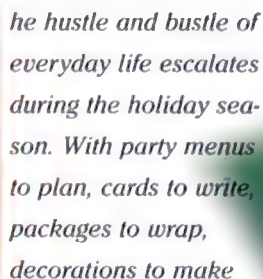 he hustle and bustle of
everyday life escalates
during the holiday sea-
son. With party menus
to plan, cards to write,
packages to wrap,
decorations to make